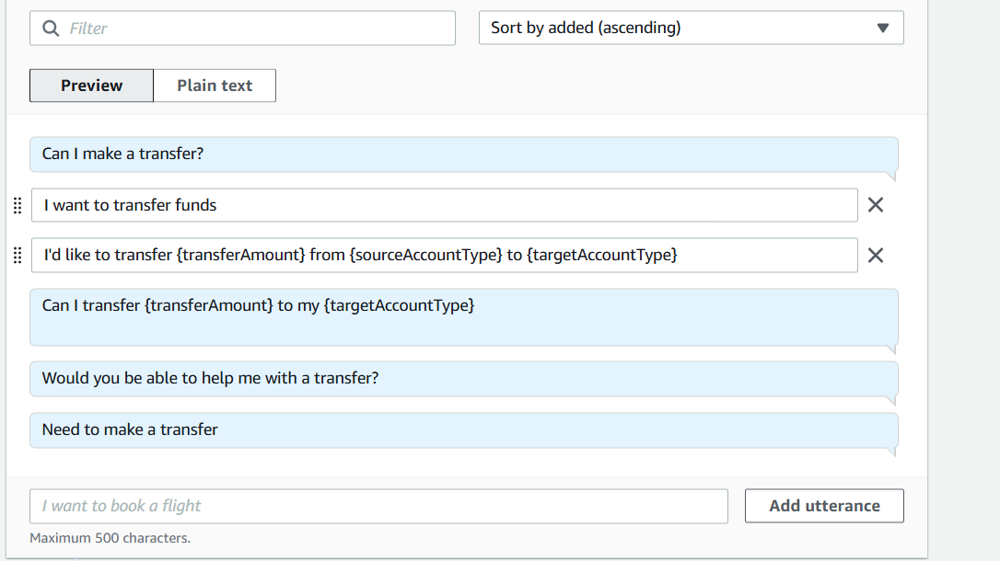 Filter
Sort by added (ascending)
Preview
Plain text
Can I make a transfer?
I want to transfer funds
I'd like to transfer {transferAmount} from {sourceAccountType} to {targetAccountType}
Can I transfer {transferAmount} to my {targetAccountType}
Would you be able to help me with a transfer?
Need to make a transfer
I want to book a flight
Add utterance
Maximum 500 characters.